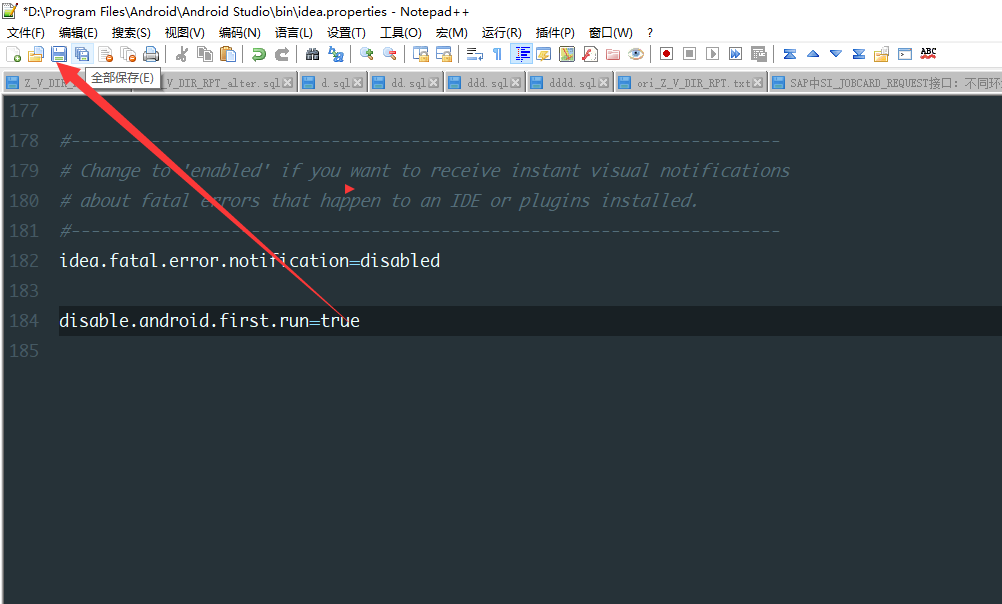 *D:\Program Files\Android\Android Studio\bin\idea.properties - Notepad++
文件(F) 编辑(E) 搜索(S) 视图(V) 编码(N) 语言(L) 设置(T) 工具(O) 宏(M) 运行(R) 插件(P) 窗口(W) ?
ABC
全部保存(E)
Z_V_DIR V_DIR_RPT_alter.sql d.sql dd.sql ddd.sql dddd.sql ori_Z_V_DIR_RPT.txt SAP中SI_JOBCARD_REQUEST接口: 不同环
177
178 #-----------------------------------------------------------------------
179 # Change to 'enabled' if you want to receive instant visual notifications
180 # about fatal errors that happen to an IDE or plugins installed.
181 #-----------------------------------------------------------------------
182 idea.fatal.error.notification=disabled
183
184 disable.android.first.run=true
185